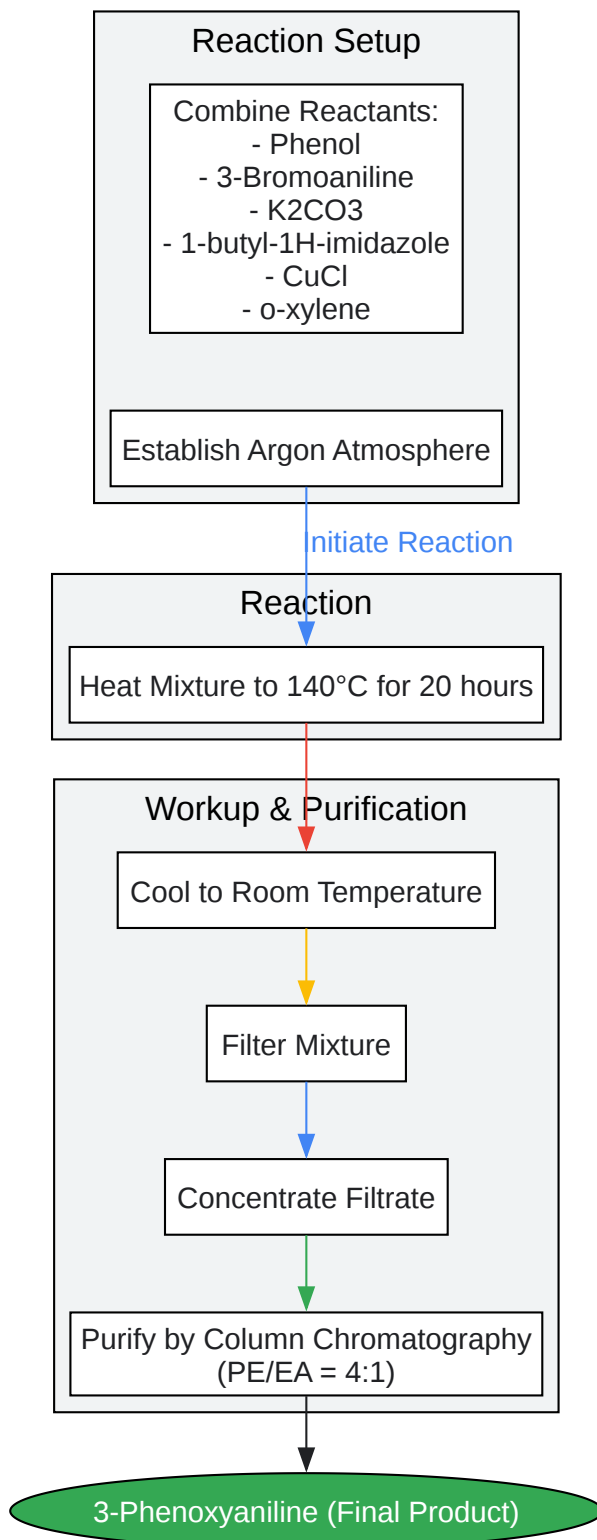 Reaction Setup
Combine Reactants:
- Phenol
- 3-Bromoaniline
- K2CO3
- 1-butyl-1H-imidazole
- CuCl
- o-xylene
Establish Argon Atmosphere
Initiate Reaction
Reaction
Heat Mixture to 140°C for 20 hours
Workup & Purification
Cool to Room Temperature
Filter Mixture
Concentrate Filtrate
Purify by Column Chromatography
(PE/EA = 4:1)
3-Phenoxyaniline (Final Product)